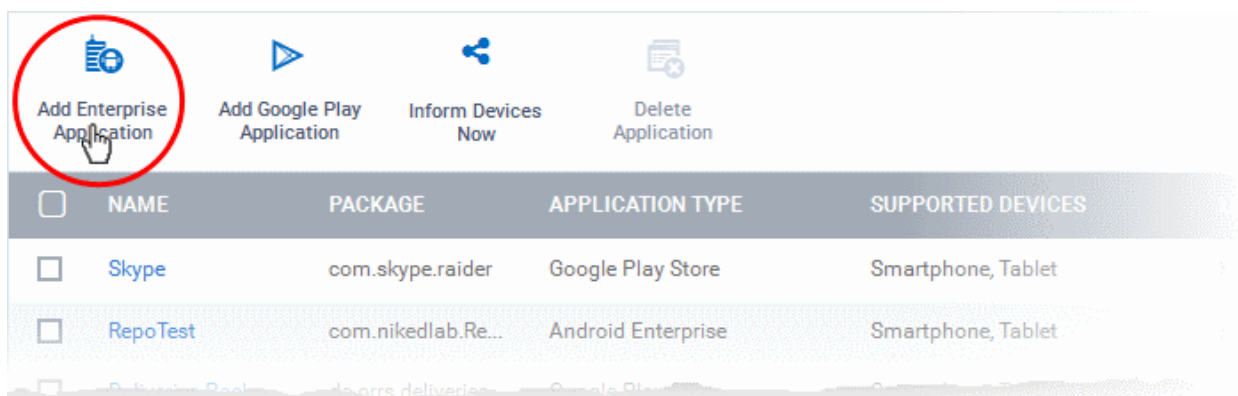 Add Enterprise Application
Add Google Play Application
Inform Devices Now
Delete Application
NAME PACKAGE APPLICATION TYPE SUPPORTED DEVICES
Skype com.skype.raider Google Play Store Smartphone, Tablet
RepoTest com.nikedlab.Re... Android Enterprise Smartphone, Tablet